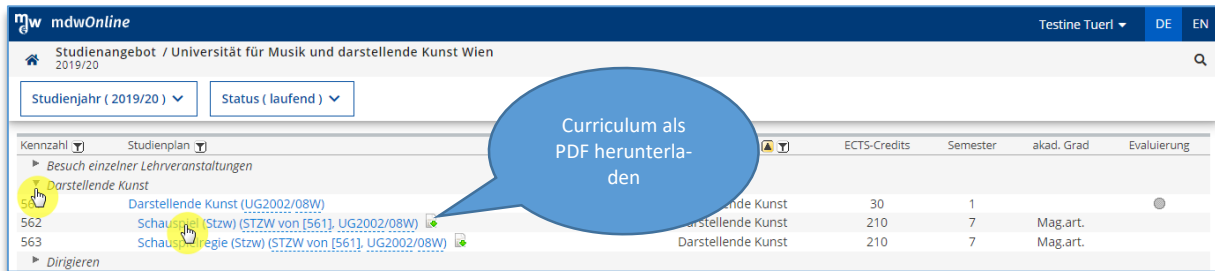 mdw mdwOnline Testine Tuerl DE EN
Studienangebot / Universität für Musik und darstellende Kunst Wien
2019/20
Studienjahr ( 2019/20 ) Status ( laufend )
Curriculum als
PDF herunterla-
den
Kennzahl Studienplan ECTS-Credits Semester akad. Grad Evaluierung
Besuch einzelner Lehrveranstaltungen
Darstellende Kunst
Darstellende Kunst (UG2002/08W) Kunst 30 1
562 Schauspiel (Stzw) (STZW von [561], UG2002/08W) Darstellende Kunst 210 7 Mag.art.
563 Schauspielregie (Stzw) (STZW von [561], UG2002/08W) Darstellende Kunst 210 7 Mag.art.
Dirigieren